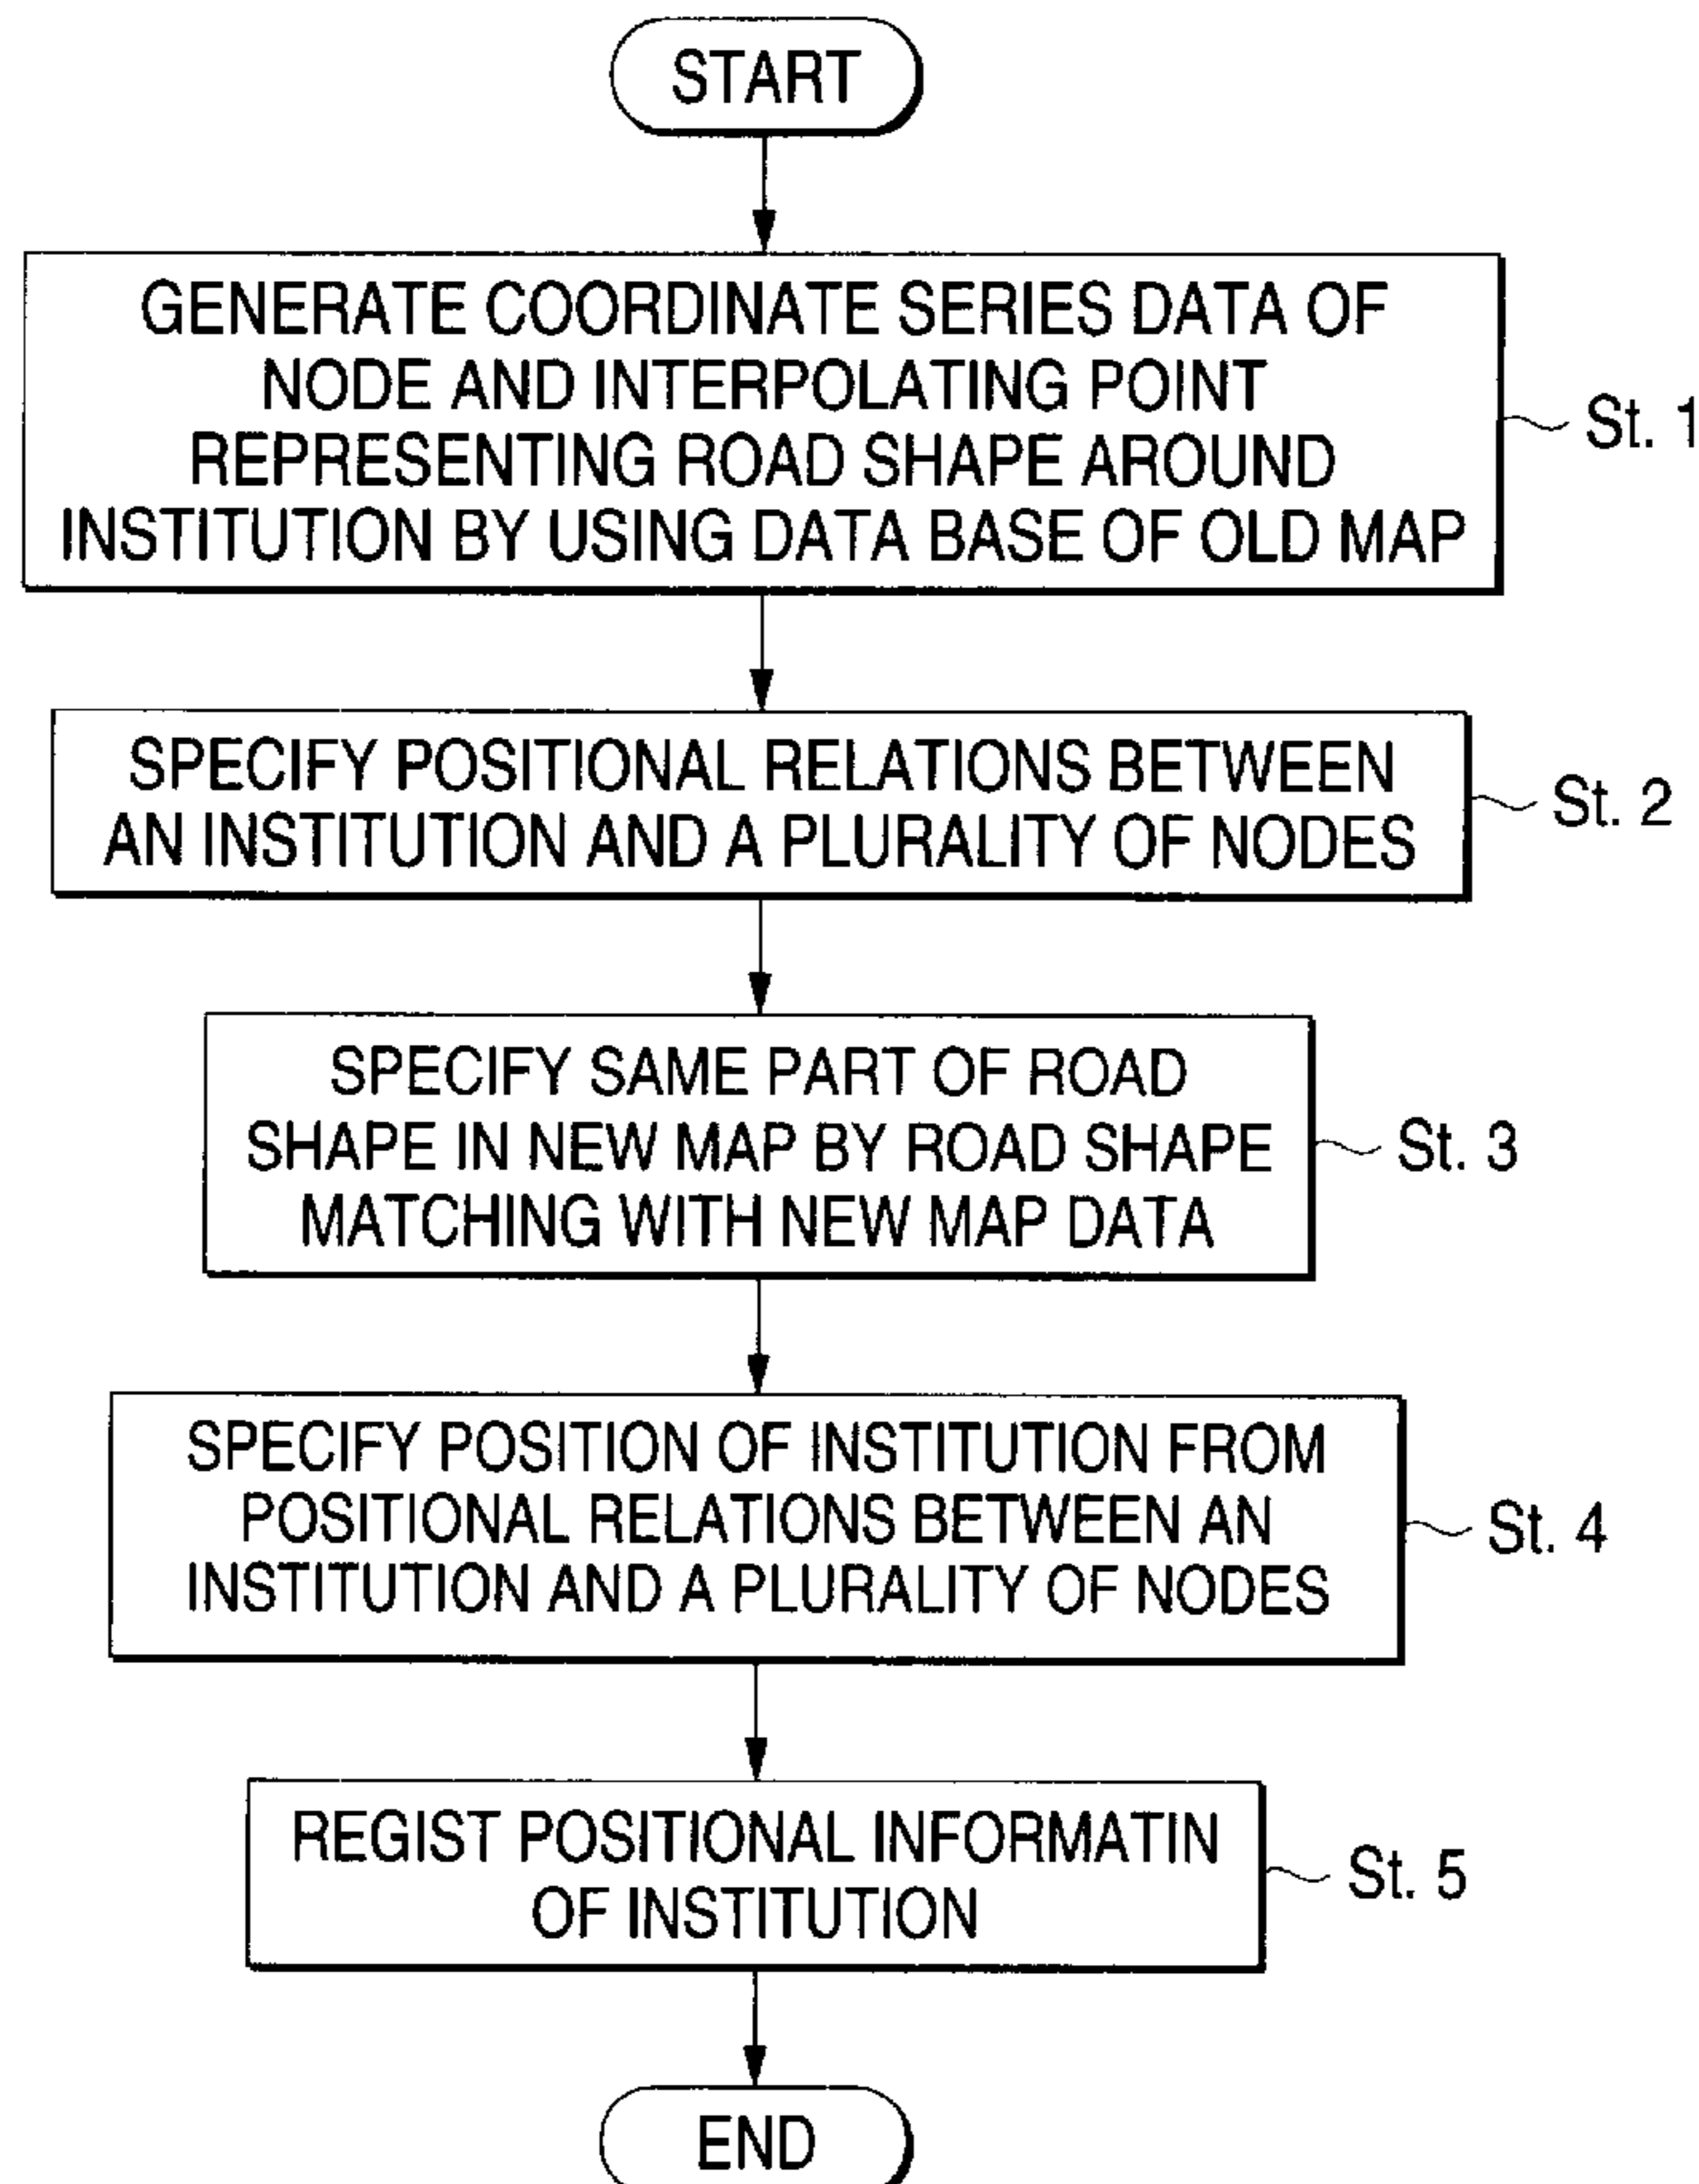 START
GENERATE COORDINATE SERIES DATA OF
NODE AND INTERPOLATING POINT
REPRESENTING ROAD SHAPE AROUND
INSTITUTION BY USING DATA BASE OF OLD MAP
St. 1
SPECIFY POSITIONAL RELATIONS BETWEEN
AN INSTITUTION AND A PLURALITY OF NODES
St. 2
SPECIFY SAME PART OF ROAD
SHAPE IN NEW MAP BY ROAD SHAPE
MATCHING WITH NEW MAP DATA
St. 3
SPECIFY POSITION OF INSTITUTION FROM
POSITIONAL RELATIONS BETWEEN AN
INSTITUTION AND A PLURALITY OF NODES
St. 4
REGIST POSITIONAL INFORMATIN
OF INSTITUTION
St. 5
END